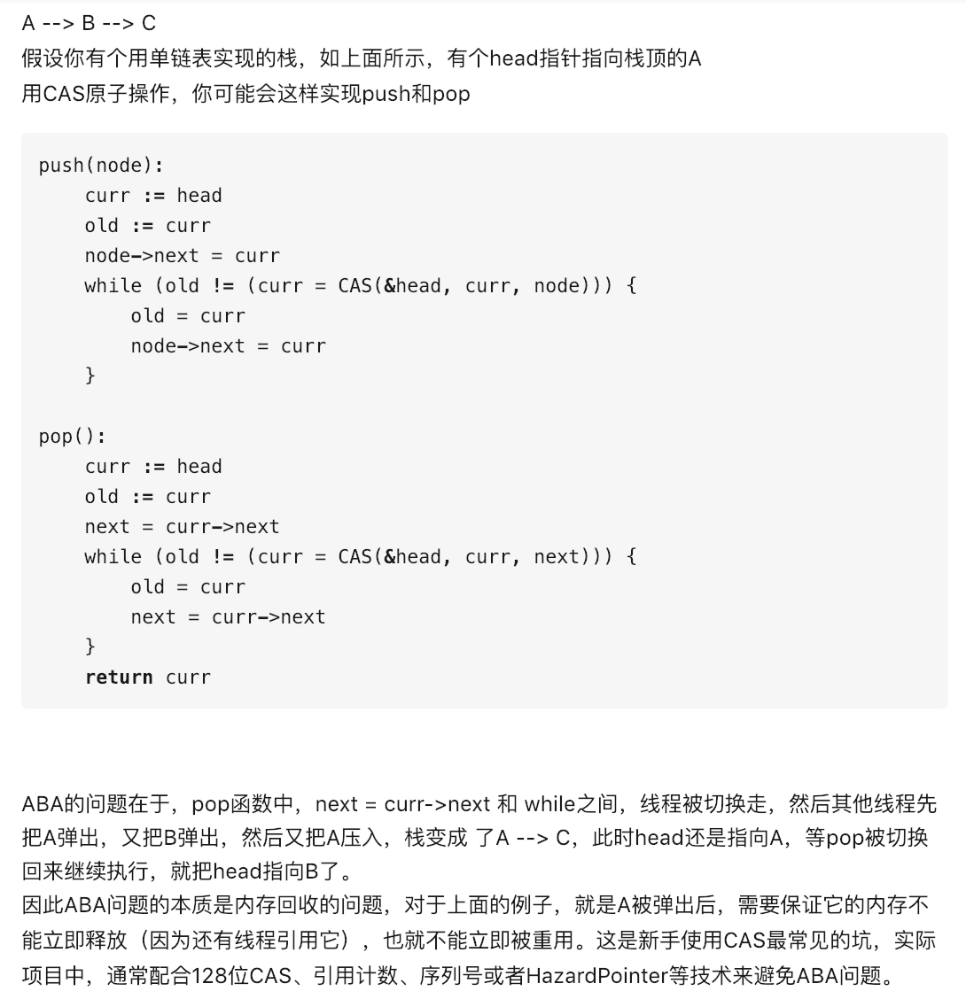 A --> B --> C
假设你有个用单链表实现的栈，如上面所示，有个head指针指向栈顶的A
用CAS原子操作，你可能会这样实现push和pop
push(node):
    curr := head
    old := curr
    node->next = curr
    while (old != (curr = CAS(&head, curr, node))) {
        old = curr
        node->next = curr
    }
pop():
    curr := head
    old := curr
    next = curr->next
    while (old != (curr = CAS(&head, curr, next))) {
        old = curr
        next = curr->next
    }
    return curr
ABA的问题在于，pop函数中，next = curr->next 和 while之间，线程被切换走，然后其他线程先
把A弹出，又把B弹出，然后又把A压入，栈变成 了A --> C，此时head还是指向A，等pop被切换
回来继续执行，就把head指向B了。
因此ABA问题的本质是内存回收的问题，对于上面的例子，就是A被弹出后，需要保证它的内存不
能立即释放（因为还有线程引用它），也就不能立即被重用。这是新手使用CAS最常见的坑，实际
项目中，通常配合128位CAS、引用计数、序列号或者HazardPointer等技术来避免ABA问题。